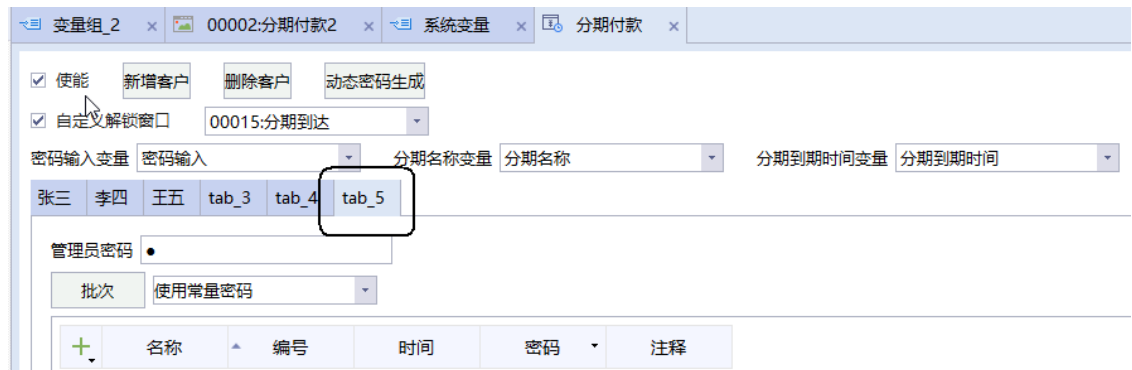 变量组_2 00002:分期付款2 系统变量 分期付款
使能 新增客户 删除客户 动态密码生成
自定义解锁窗口 00015:分期到达
密码输入变量 密码输入 分期名称变量 分期名称 分期到期时间变量 分期到期时间
张三 李四 王五 tab_3 tab_4 tab_5
管理员密码 ●
批次 使用常量密码
名称 编号 时间 密码 注释